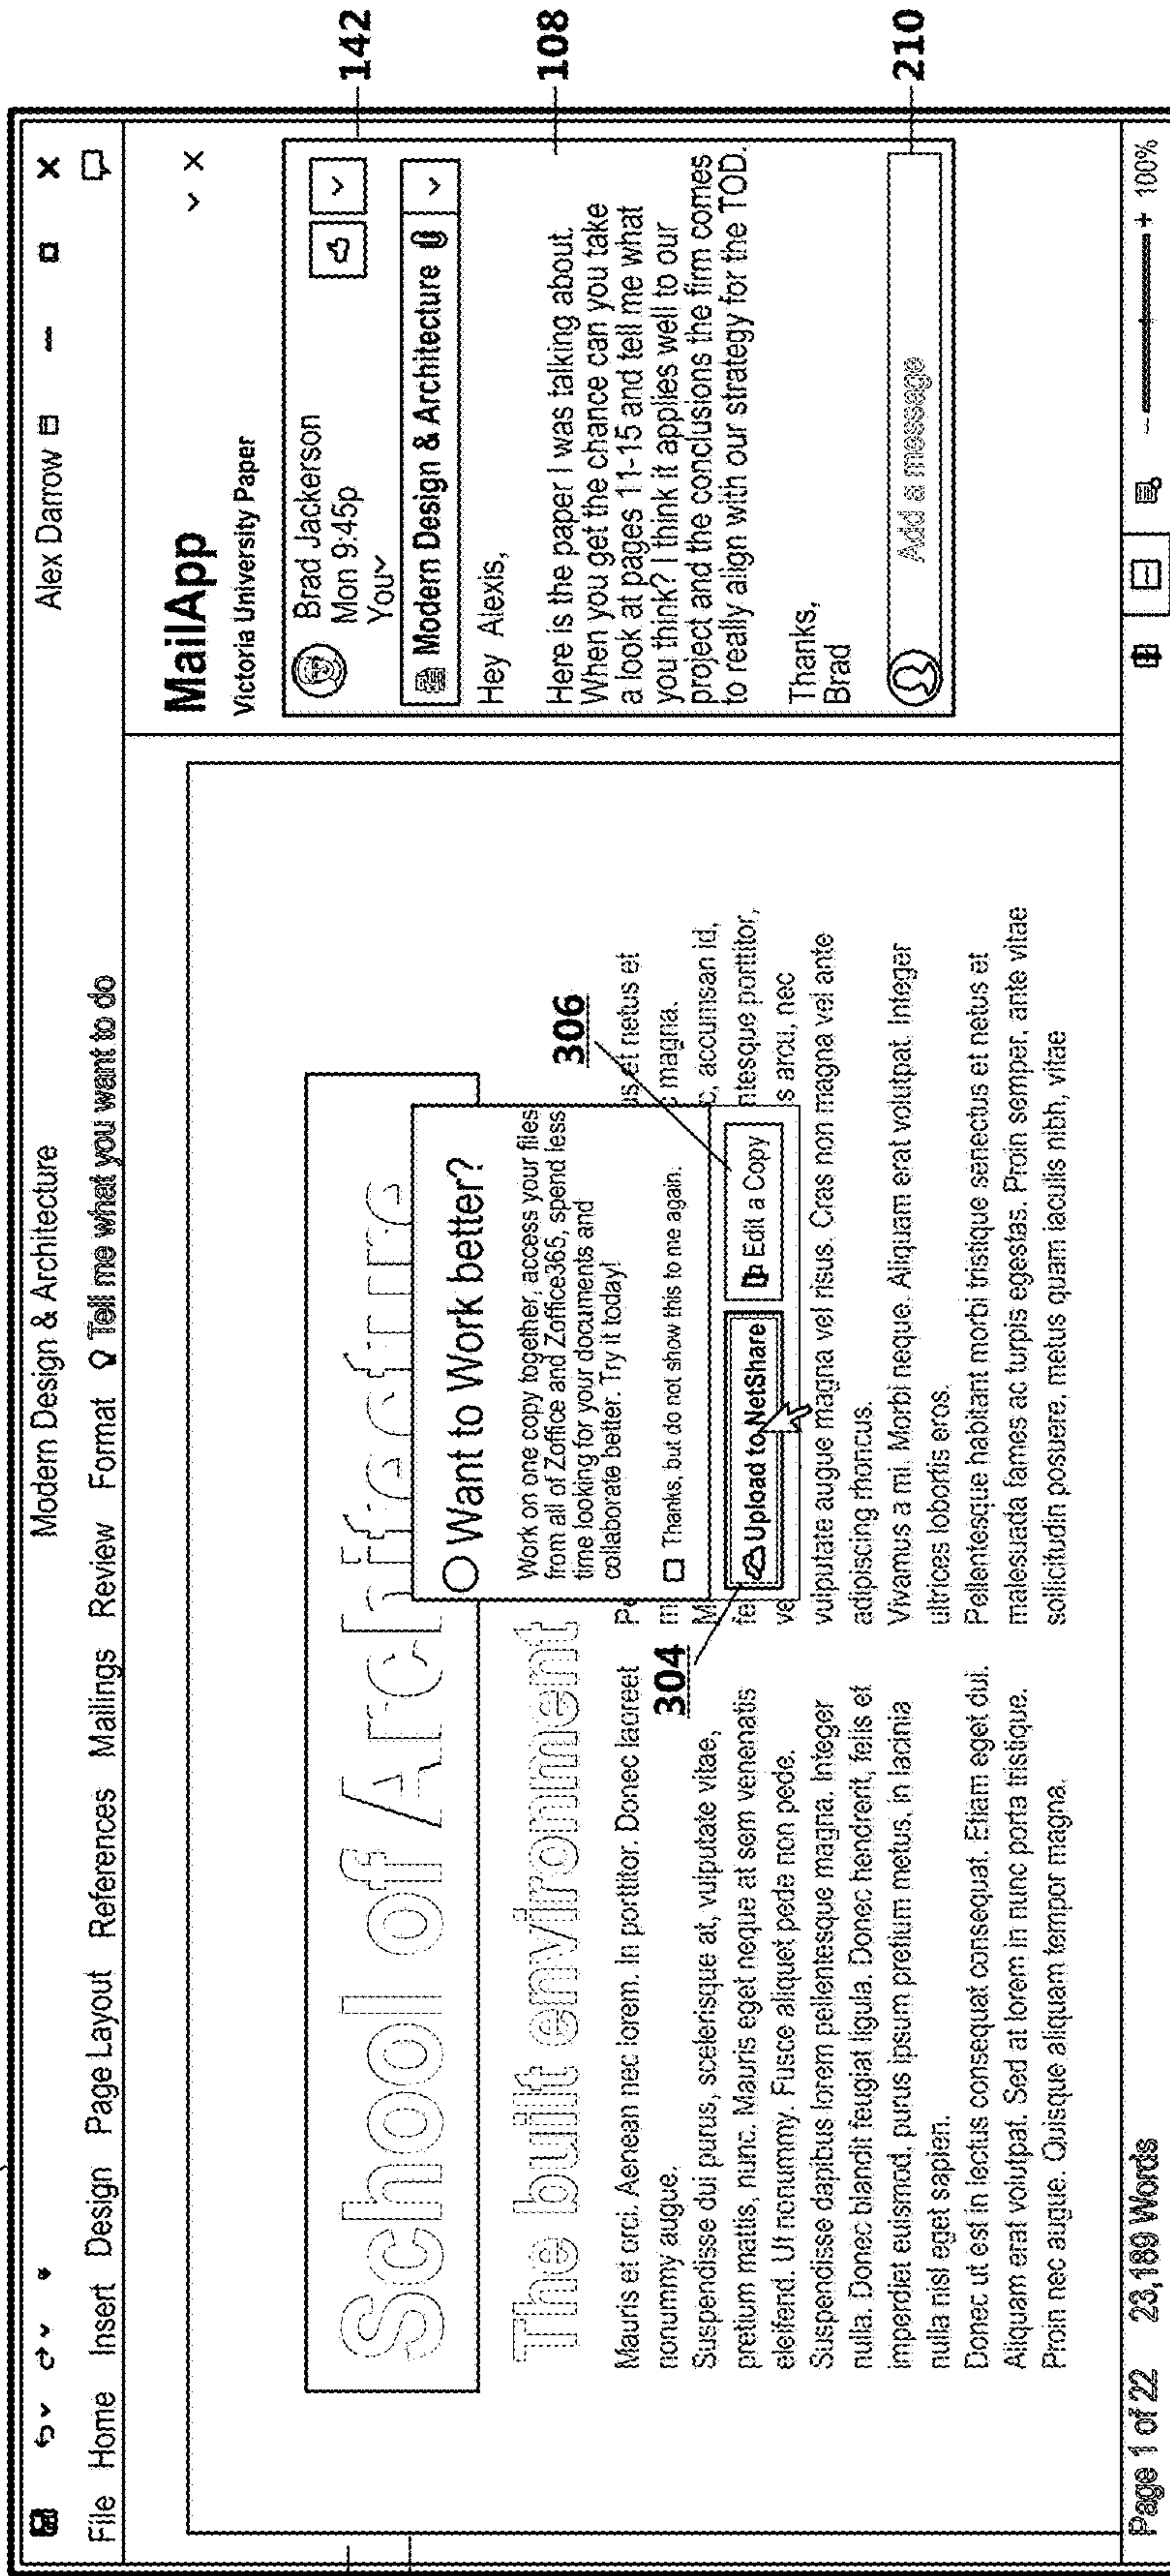 Modern Design & Architecture
Alex Darrow
File Home Insert Design Page Layout References Mailings Review Format Tell me what you want to do
School of Architecture
The built environment
Mauris et orci. Aenean nec lorem. In porttitor. Donec laoreet
nonummy augue.
Suspendisse dui purus, scelerisque at, vulputate vitae,
pretium mattis, nunc. Mauris eget neque at sem venenatis
eleifend. Ut nonummy. Fusce aliquet pede non pede.
Suspendisse dapibus lorem pellentesque magna. Integer
nulla. Donec blandit feugiat ligula. Donec hendrerit, felis et
imperdiet euismod, purus ipsum pretium metus, in lacinia
nulla nisl eget sapien.
Donec ut est in lectus consequat consequat. Etiam eget dui.
Aliquam erat volutpat. Sed at lorem in nunc porta tristique.
Proin nec augue. Quisque aliquam tempor magna.
Pe us et netus et
m c magna.
M c, accumsan id,
fe ntesque porttitor,
ve s arcu, nec
vulputate augue magna vel risus. Cras non magna vel ante
adipiscing rhoncus.
Vivamus a mi. Morbi neque. Aliquam erat volutpat. Integer
ultrices lobortis eros.
Pellentesque habitant morbi tristique senectus et netus et
malesuada fames ac turpis egestas. Proin semper, ante vitae
sollicitudin posuere, metus quam iaculis nibh, vitae
Want to Work better?
Work on one copy together, access your files
from all of Zoffice and Zoffice365, spend less
time looking for your documents and
collaborate better. Try it today!
Thanks, but do not show this to me again.
Upload to NetShare
Edit a Copy
304
306
MailApp
Victoria University Paper
Brad Jackerson
Mon 9:45p
You
Modern Design & Architecture
Hey Alexis,
Here is the paper I was talking about.
When you get the chance can you take
a look at pages 11-15 and tell me what
you think? I think it applies well to our
project and the conclusions the firm comes
to really align with our strategy for the TOD.
Thanks,
Brad
Add a message
142
108
210
Page 1 of 22 23,189 Words
100%